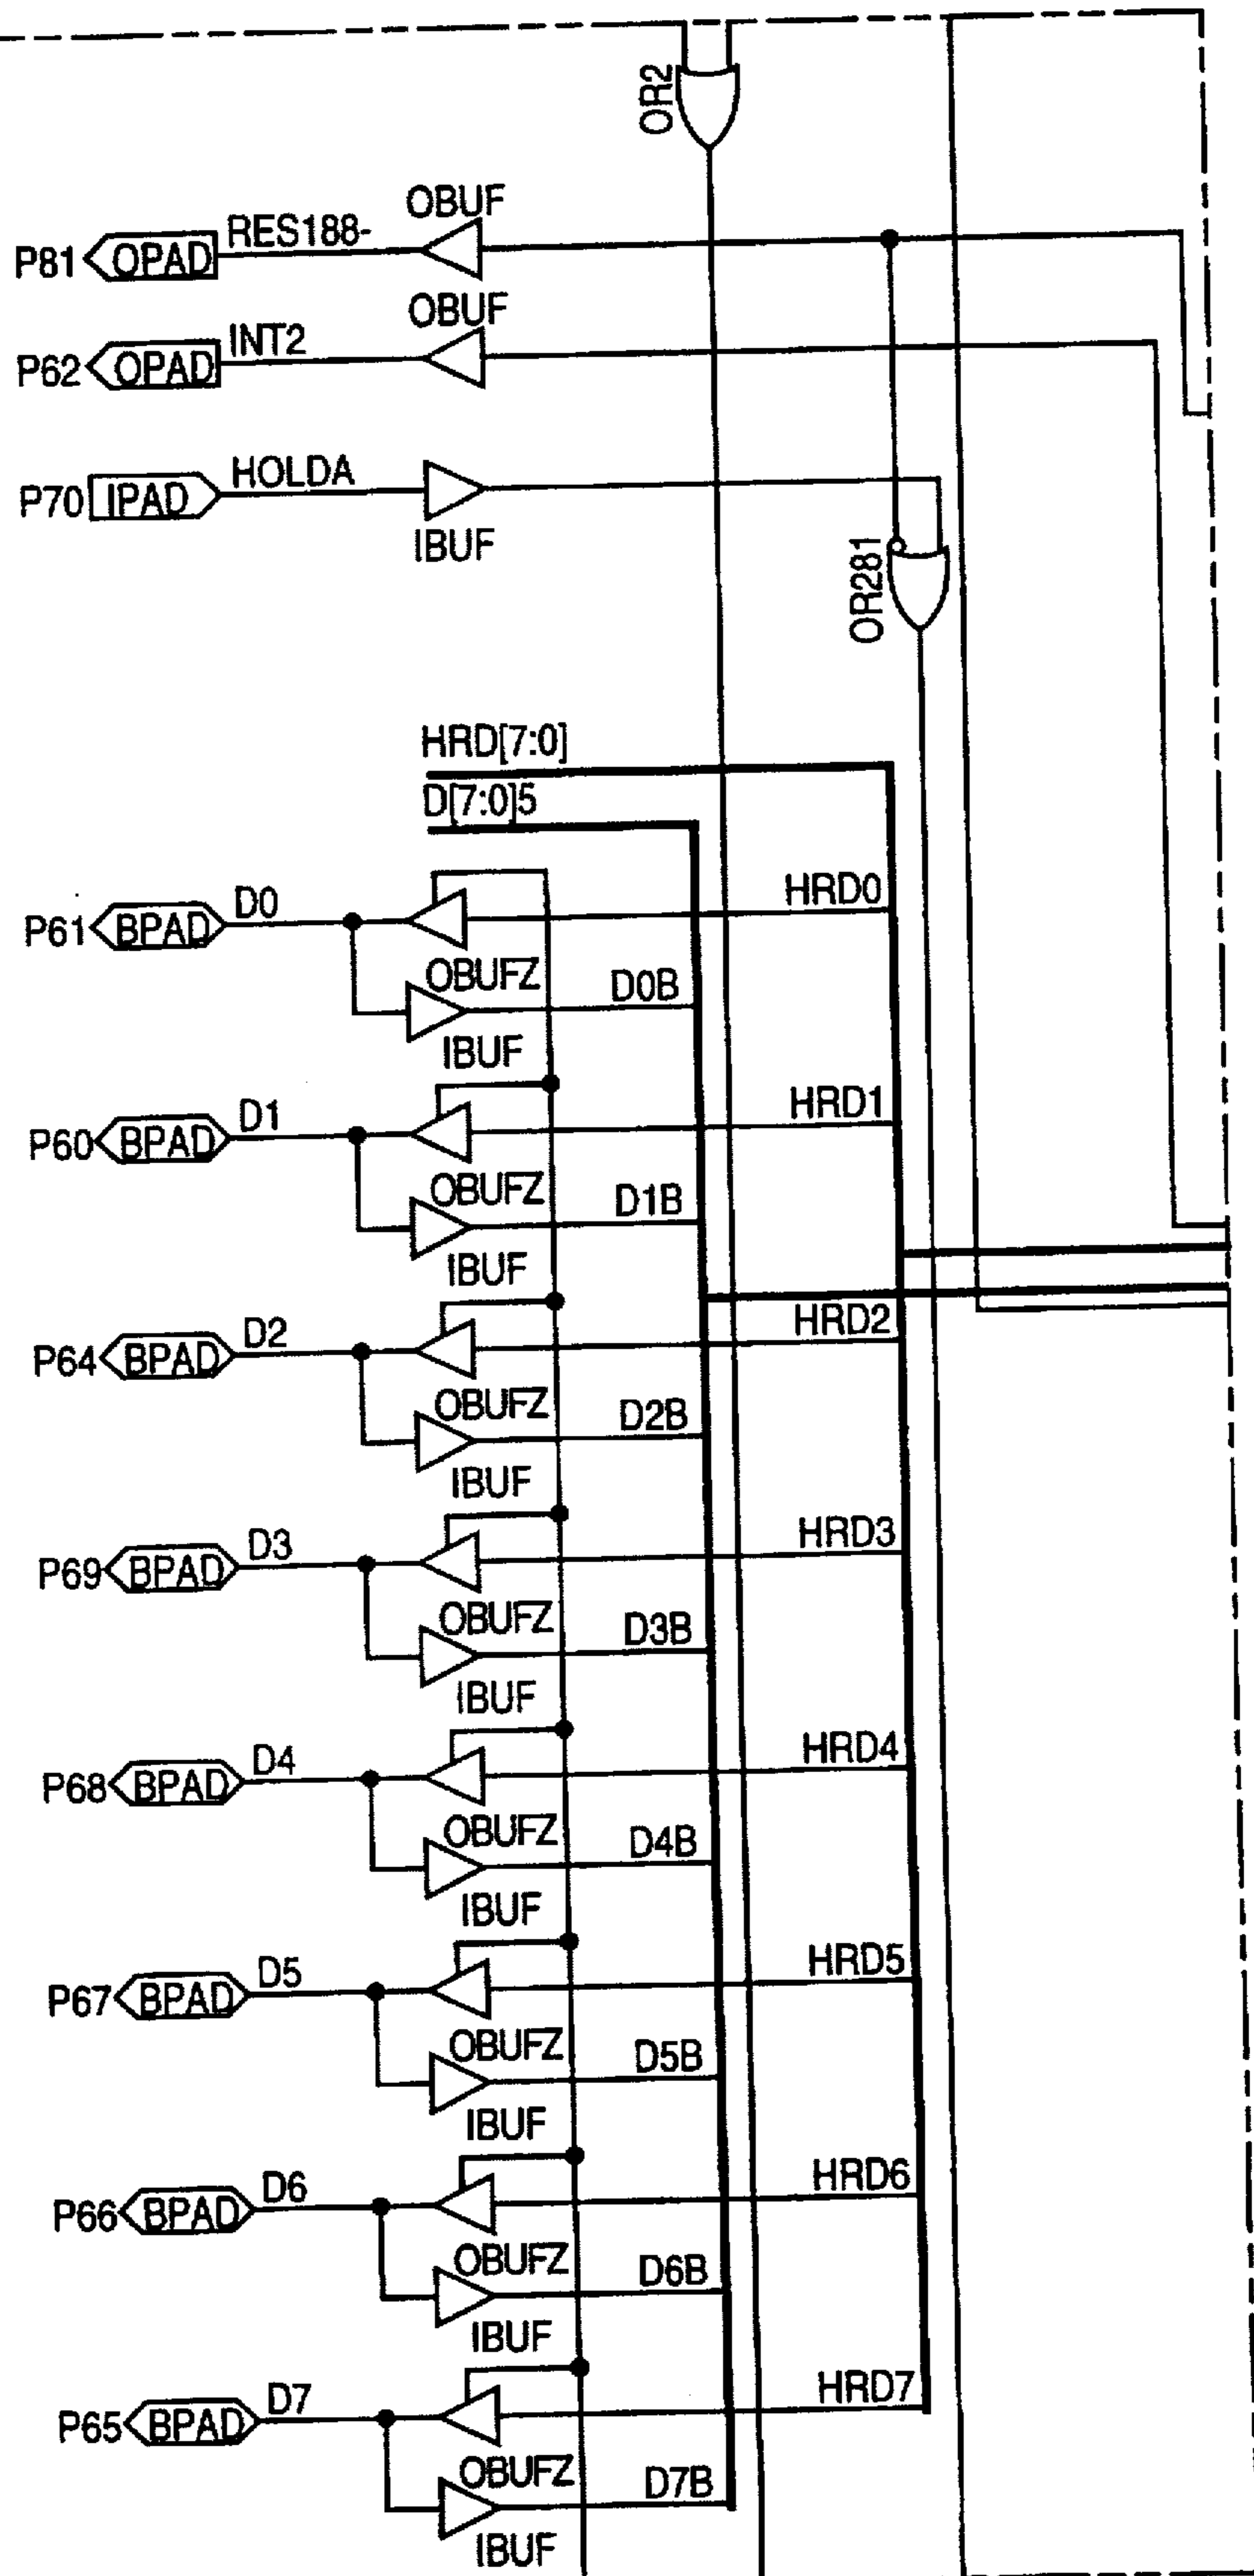 OR2
OBUF
P81 OPAD RES188-
OBUF
P62 OPAD INT2
P70 IPAD HOLDA
IBUF
OR281
HRD[7:0]
D[7:0]5
P61 BPAD D0 HRD0
OBUFZ D0B
IBUF
P60 BPAD D1 HRD1
OBUFZ D1B
IBUF
P64 BPAD D2 HRD2
OBUFZ D2B
IBUF
P69 BPAD D3 HRD3
OBUFZ D3B
IBUF
P68 BPAD D4 HRD4
OBUFZ D4B
IBUF
P67 BPAD D5 HRD5
OBUFZ D5B
IBUF
P66 BPAD D6 HRD6
OBUFZ D6B
IBUF
P65 BPAD D7 HRD7
OBUFZ D7B
IBUF